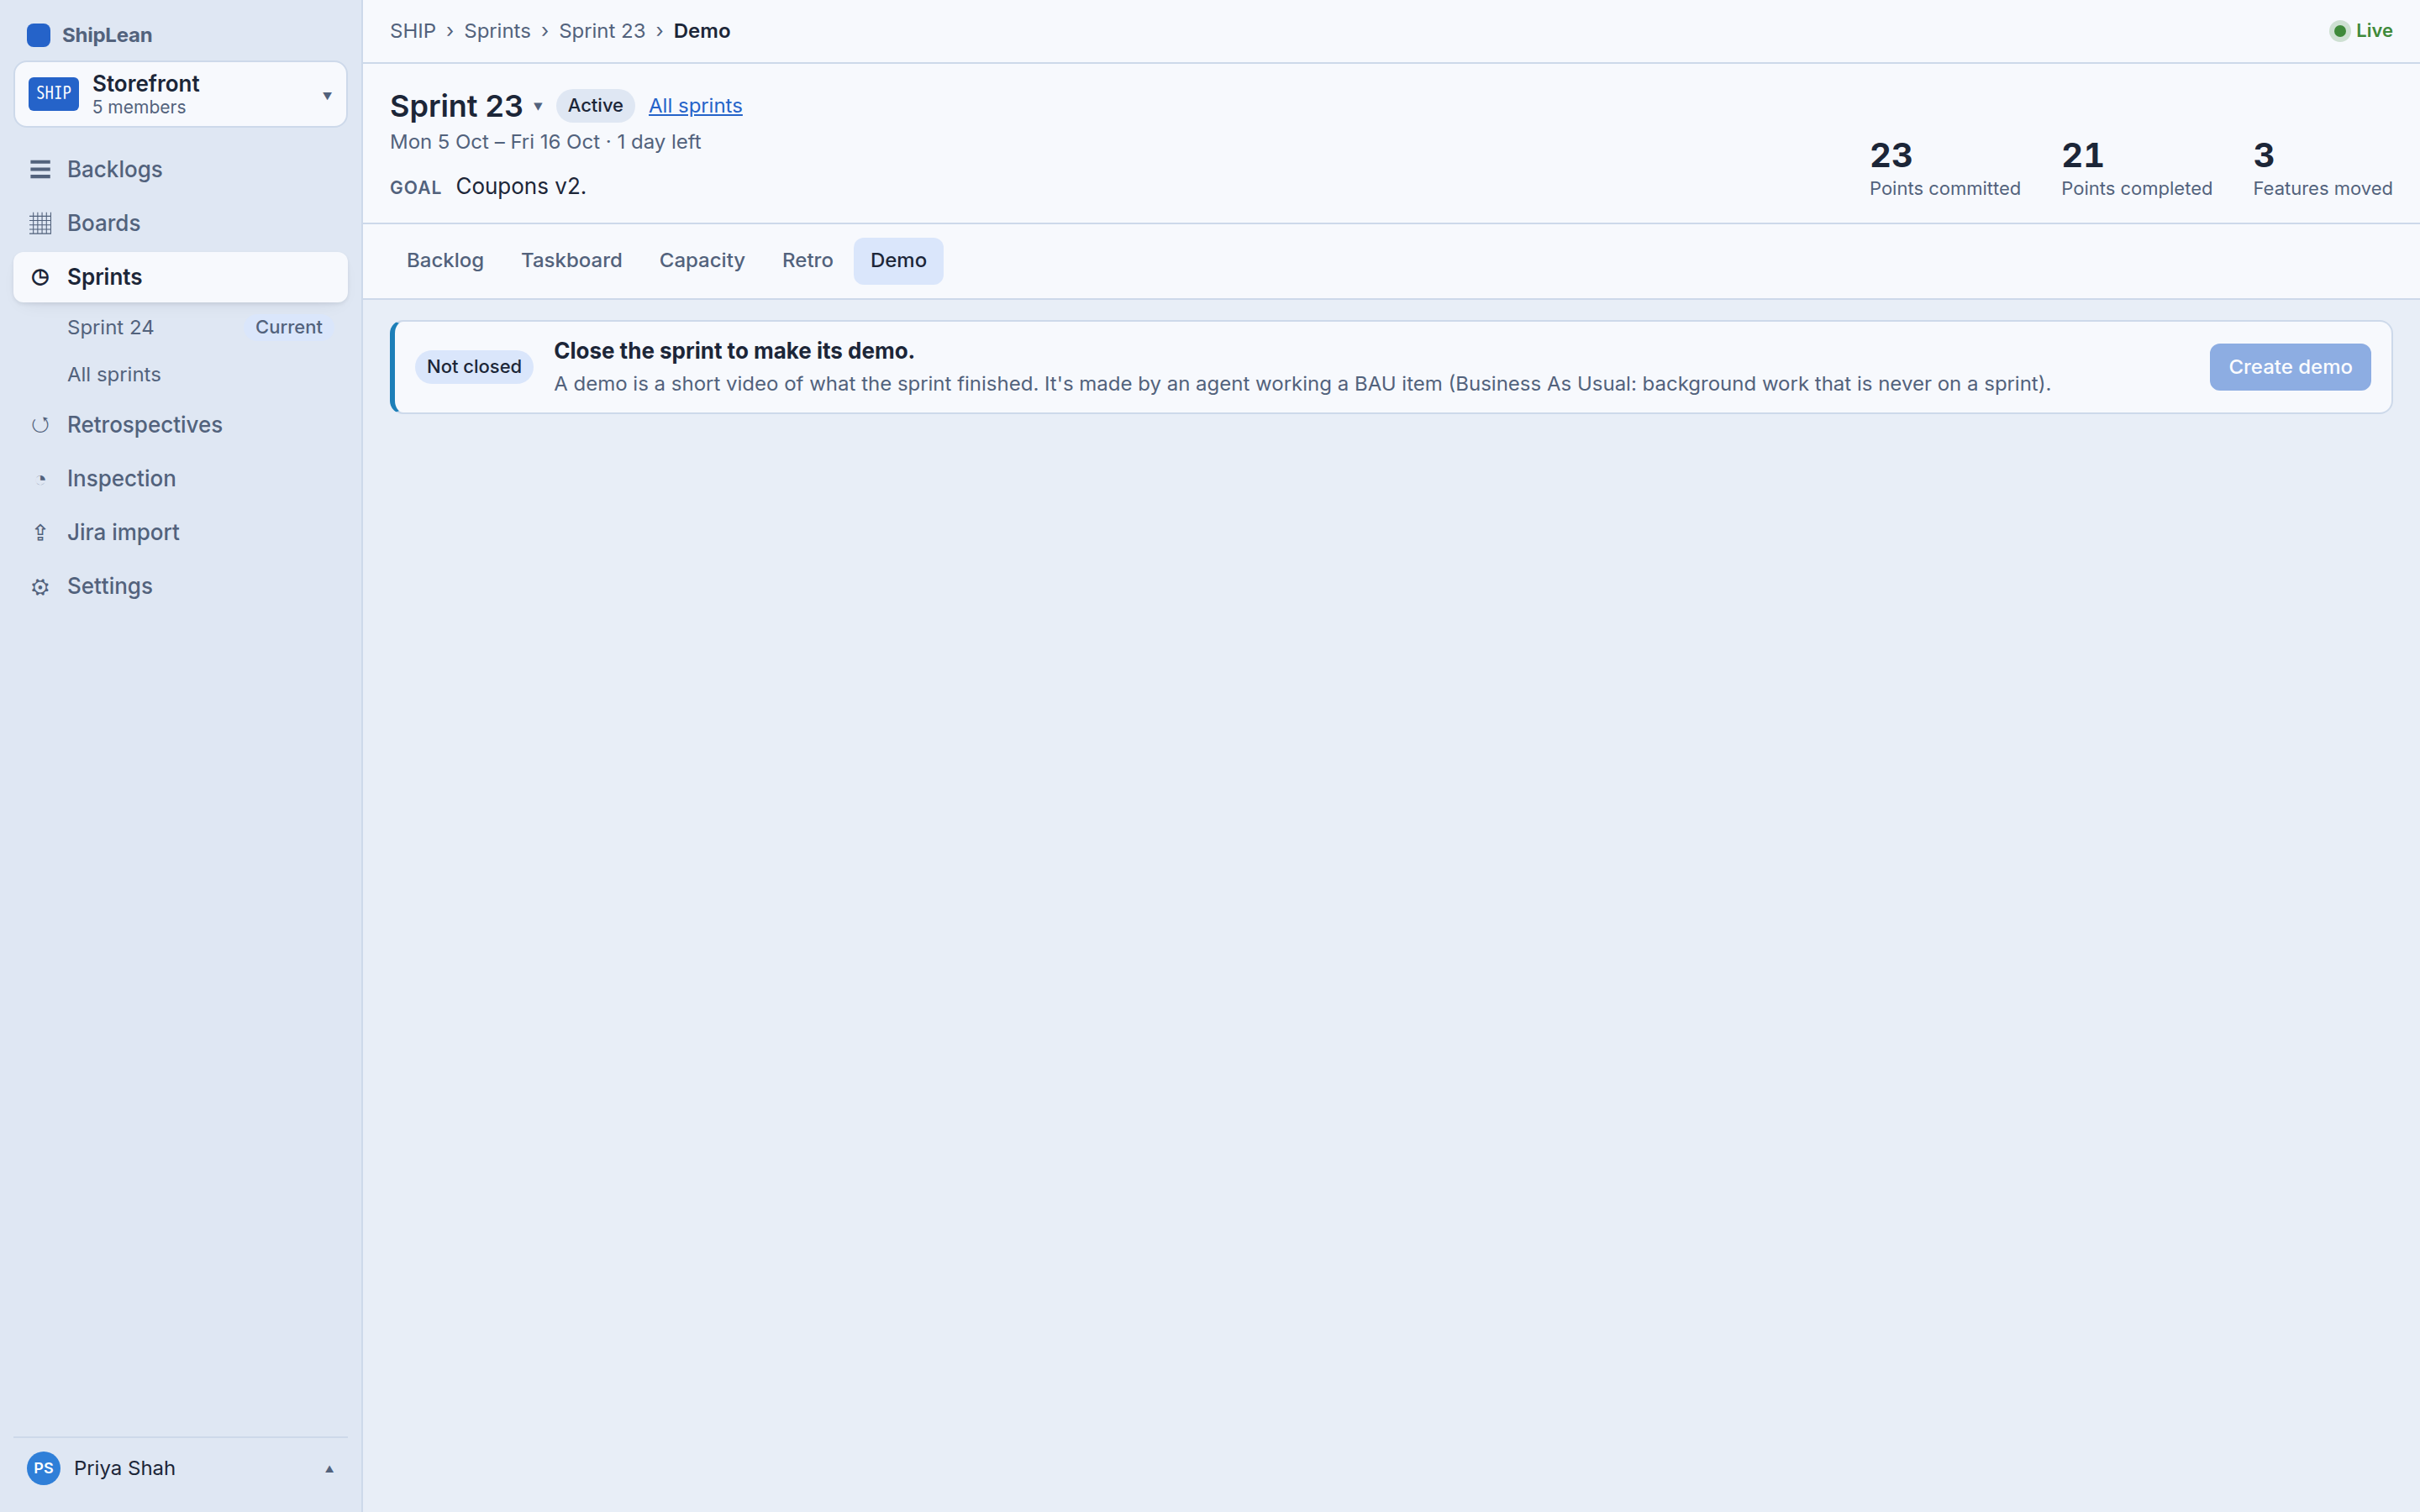 ShipLean
SHIP
Storefront
5 members
Backlogs
Boards
Sprints
Sprint 24 Current
All sprints
Retrospectives
Inspection
Jira import
Settings
PS Priya Shah
SHIP › Sprints › Sprint 23 › Demo
Live
Sprint 23 Active All sprints
Mon 5 Oct – Fri 16 Oct · 1 day left
GOAL Coupons v2.
23 21 3
Points committed Points completed Features moved
Backlog Taskboard Capacity Retro Demo
Not closed
Close the sprint to make its demo.
A demo is a short video of what the sprint finished. It's made by an agent working a BAU item (Business As Usual: background work that is never on a sprint).
Create demo